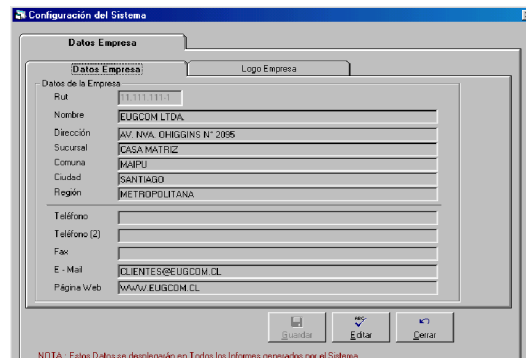 Configuración del Sistema
Datos Empresa
Datos Empresa
Logo Empresa
Datos de la Empresa
Rut 11.111.111-1
Nombre EUGCOM LTDA.
Dirección AV. NVA. OHIGGINS N° 2095
Sucursal CASA MATRIZ
Comuna MAIPU
Ciudad SANTIAGO
Región METROPOLITANA
Teléfono
Teléfono (2)
Fax
E - Mail CLIENTES@EUGCOM.CL
Página Web WWW.EUGCOM.CL
Guardar Editar Cerrar
NOTA : Estos Datos se desplegarán en Todos los Informes generados por el Sistema